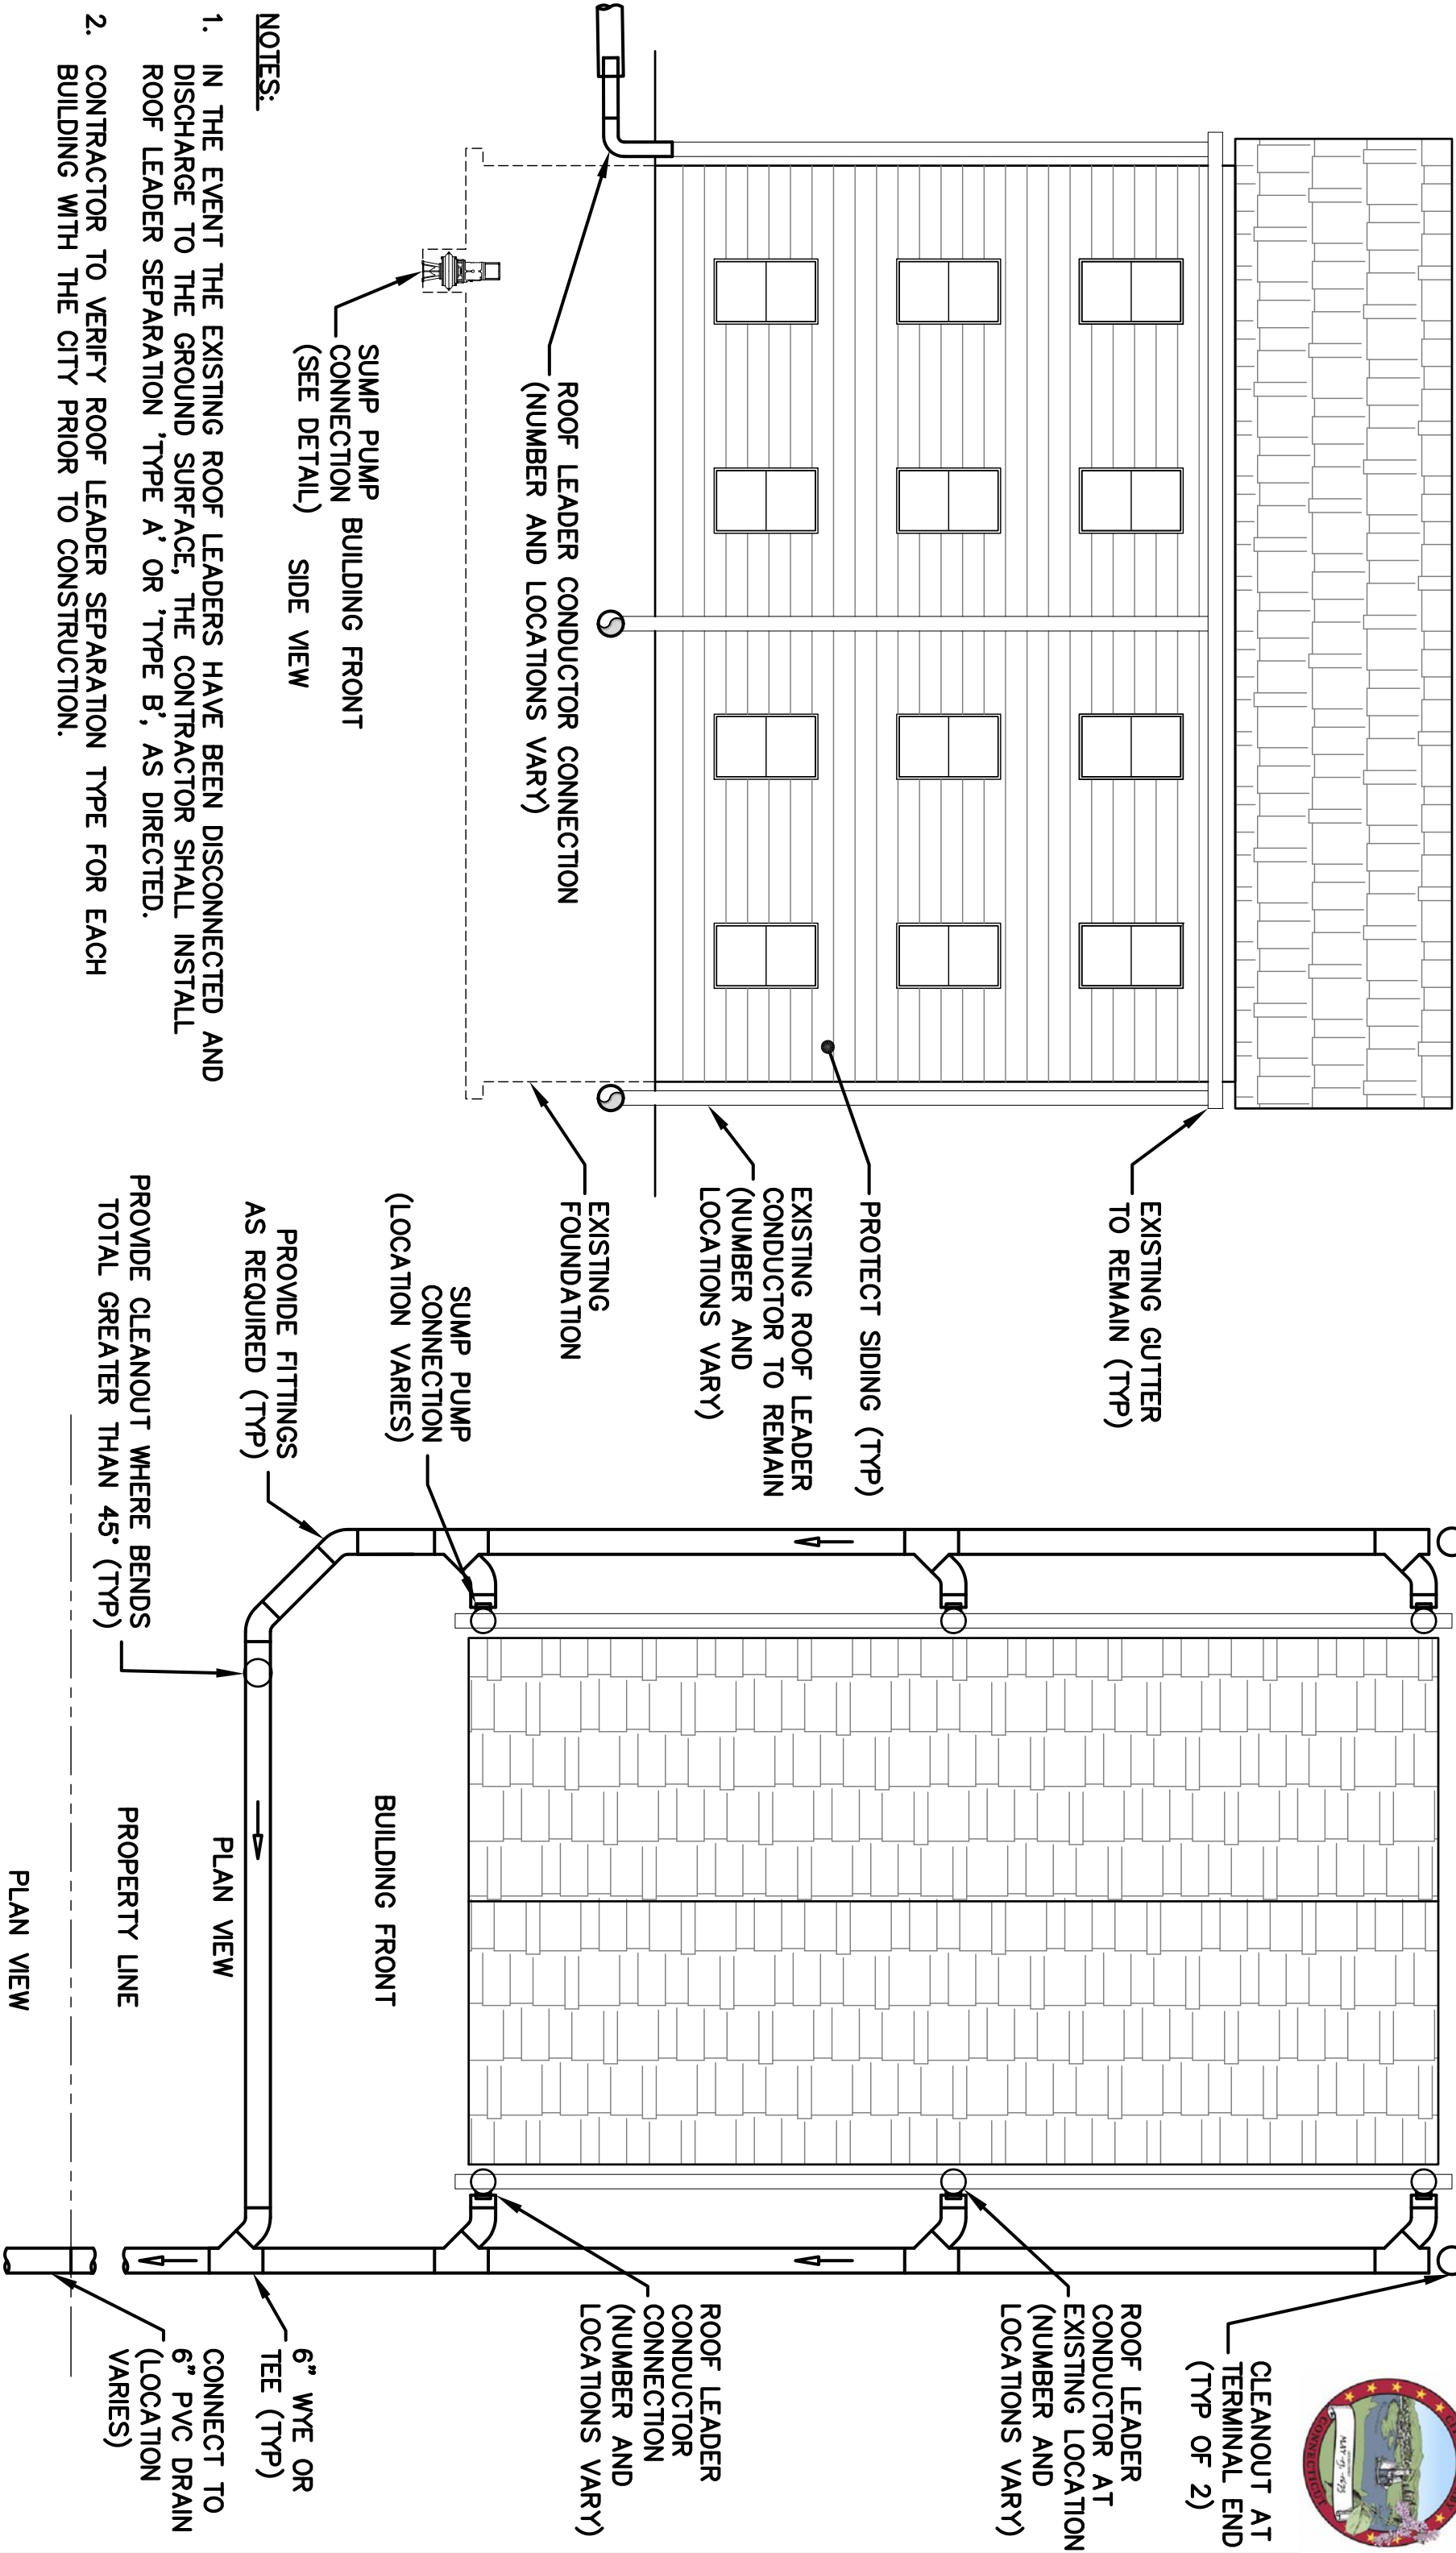 EXISTING GUTTER
TO REMAIN (TYP)
PROTECT SIDING (TYP)
EXISTING ROOF LEADER
CONDUCTOR TO REMAIN
(NUMBER AND
LOCATIONS VARY)
EXISTING
FOUNDATION
ROOF LEADER CONDUCTOR CONNECTION
(NUMBER AND LOCATIONS VARY)
SUMP PUMP
CONNECTION
(SEE DETAIL)
BUILDING FRONT
SIDE VIEW
NOTES:
1. IN THE EVENT THE EXISTING ROOF LEADERS HAVE BEEN DISCONNECTED AND
DISCHARGE TO THE GROUND SURFACE, THE CONTRACTOR SHALL INSTALL
ROOF LEADER SEPARATION 'TYPE A' OR 'TYPE B', AS DIRECTED.
2. CONTRACTOR TO VERIFY ROOF LEADER SEPARATION TYPE FOR EACH
BUILDING WITH THE CITY PRIOR TO CONSTRUCTION.
CLEANOUT AT
TERMINAL END
(TYP OF 2)
ROOF LEADER
CONDUCTOR AT
EXISTING LOCATION
(NUMBER AND
LOCATIONS VARY)
ROOF LEADER
CONDUCTOR
CONNECTION
(NUMBER AND
LOCATIONS VARY)
SUMP PUMP
CONNECTION
(LOCATION VARIES)
PROVIDE FITTINGS
AS REQUIRED (TYP)
PROVIDE CLEANOUT WHERE BENDS
TOTAL GREATER THAN 45° (TYP)
BUILDING FRONT
PLAN VIEW
PROPERTY LINE
PLAN VIEW
6" WYE OR
TEE (TYP)
CONNECT TO
6" PVC DRAIN
(LOCATION
VARIES)
CONNECTICUT